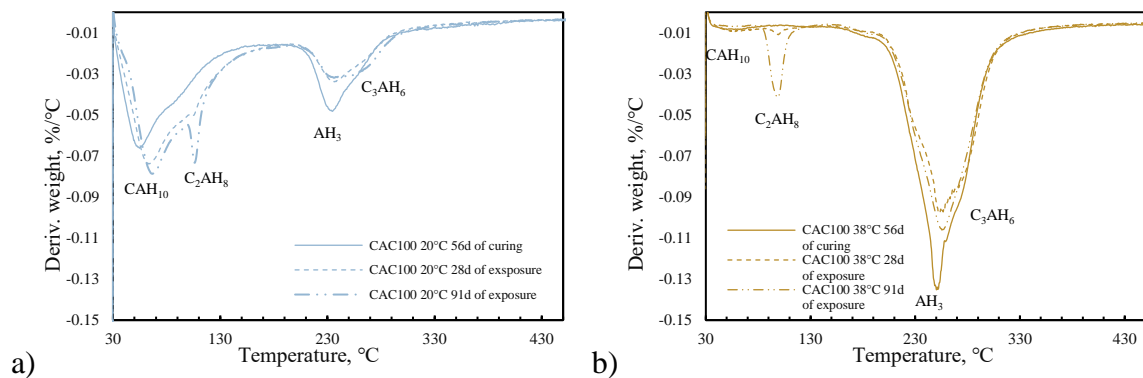 -0.01
-0.03
-0.05
-0.07
-0.09
-0.11
-0.13
-0.15
Deriv. weight, %/°C
CAH10
C2AH8
AH3
C3AH6
CAC100 20°C 56d of curing
CAC100 20°C 28d of exsposure
CAC100 20°C 91d of exposure
30 130 230 330 430
Temperature, °C
a)
-0.01
-0.03
-0.05
-0.07
-0.09
-0.11
-0.13
-0.15
Deriv. weight, %/°C
CAH10
C2AH8
C3AH6
AH3
CAC100 38°C 56d
of curing
CAC100 38°C 28d
of exposure
CAC100 38°C 91d
of exposure
30 130 230 330 430
Temperature, °C
b)